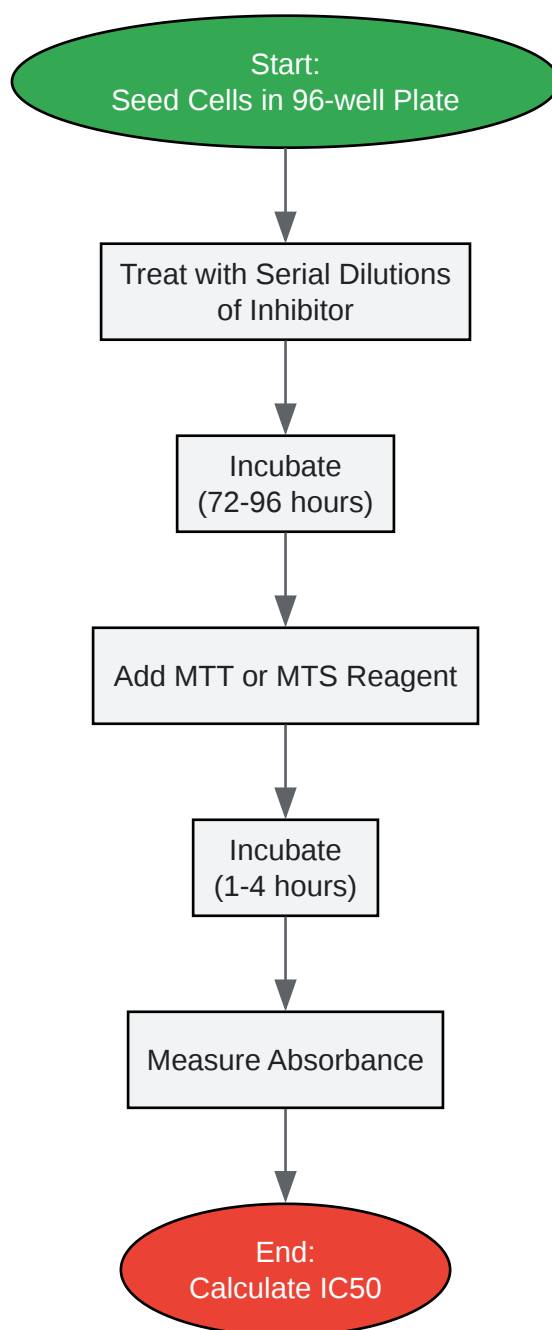 Start:
Seed Cells in 96-well Plate
Treat with Serial Dilutions
of Inhibitor
Incubate
(72-96 hours)
Add MTT or MTS Reagent
Incubate
(1-4 hours)
Measure Absorbance
End:
Calculate IC50